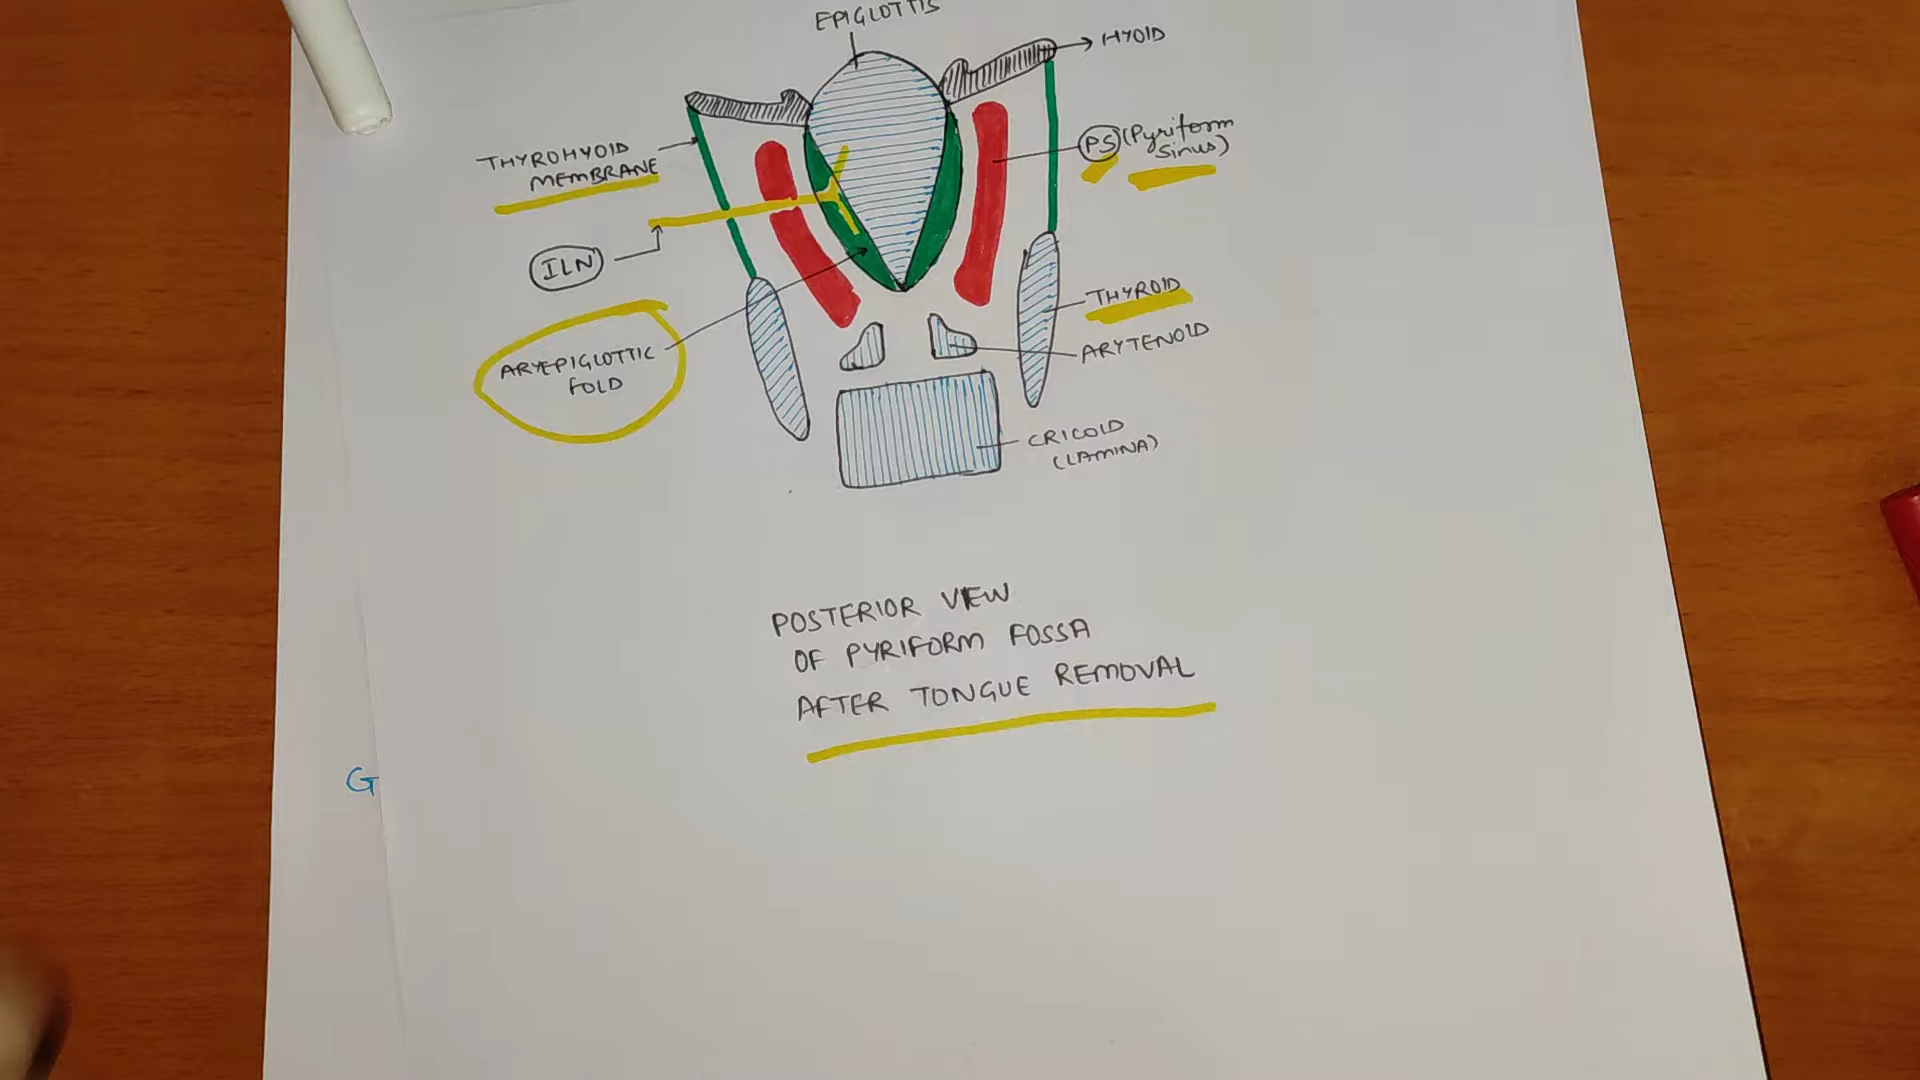 EPIGLOTTIS
HYOID
THYROHYOID
MEMBRANE
PS (Pyriform
sinus)
ILN
THYROID
ARYEPIGLOTTIC
FOLD
ARYTENOID
CRICOID
(LAMINA)
POSTERIOR VIEW
OF PYRIFORM FOSSA
AFTER TONGUE REMOVAL
G